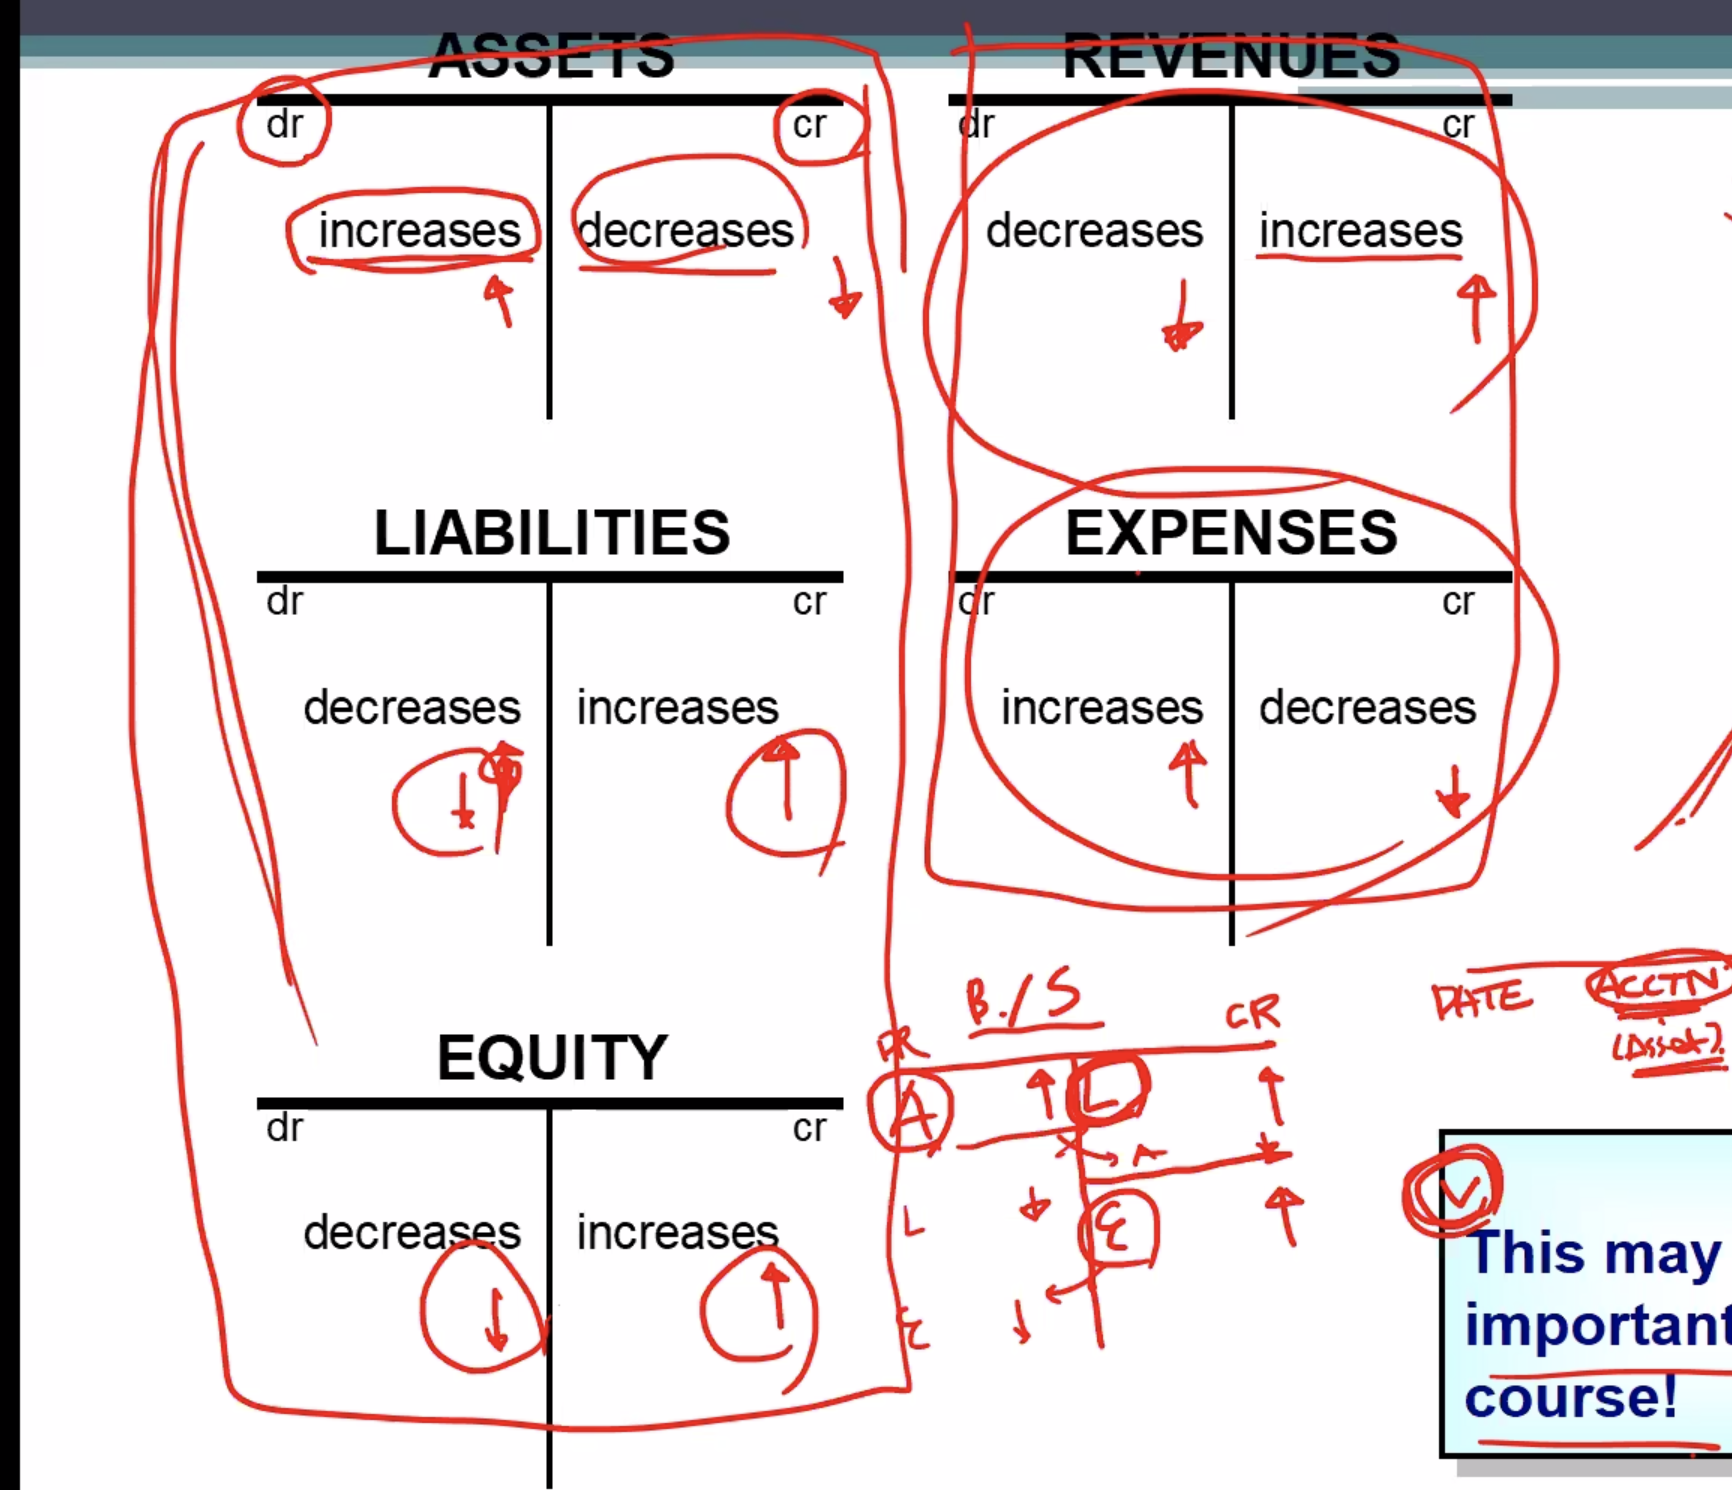 ASSETS
dr cr
increases decreases
LIABILITIES
dr cr
decreases increases
EQUITY
dr cr
decreases increases
REVENUES
dr cr
decreases increases
EXPENSES
dr cr
increases decreases
B./S
DR CR
A L
A
L E
E
DATE ACCTN
(Asset).
This may
important
course!